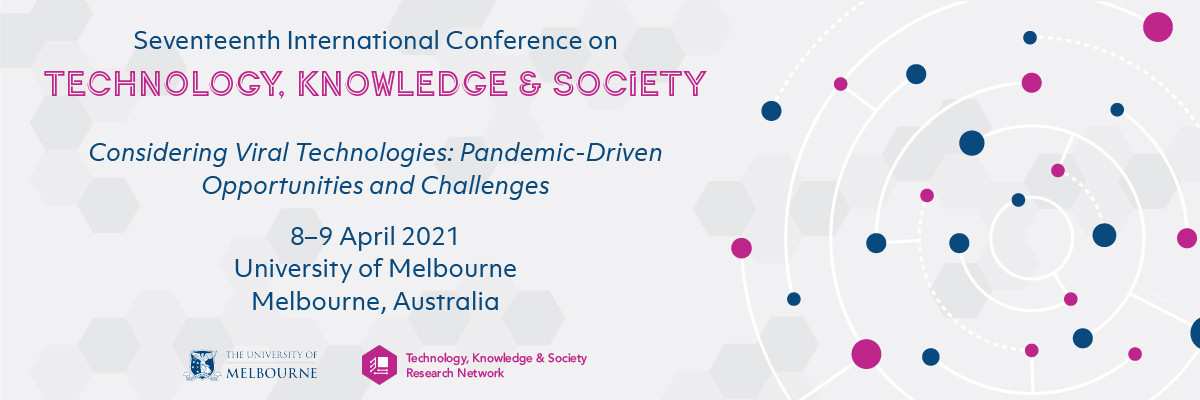 Seventeenth International Conference on
TECHNOLOGY, KNOWLEDGE & SOCIETY
Considering Viral Technologies: Pandemic-Driven
Opportunities and Challenges
8–9 April 2021
University of Melbourne
Melbourne, Australia
THE UNIVERSITY OF
MELBOURNE
Technology, Knowledge & Society
Research Network